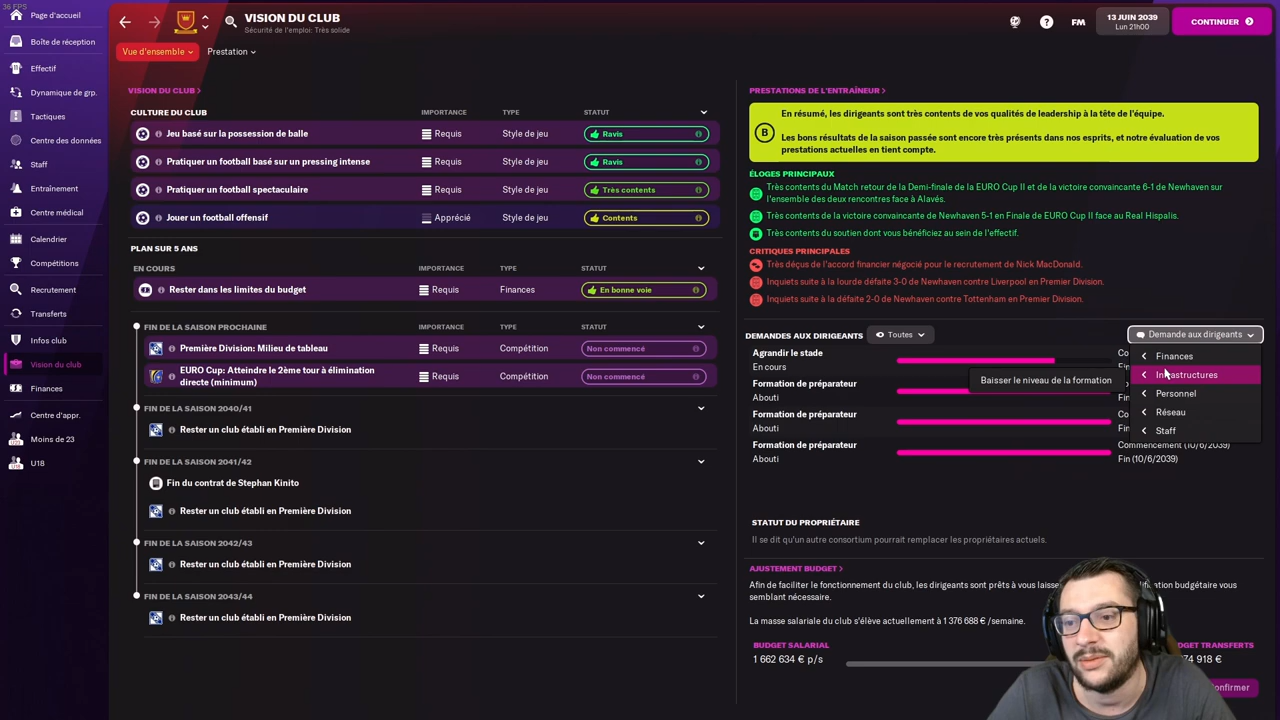 36 FPS
Page d'accueil
Boîte de réception
Effectif
Dynamique de grp.
Tactiques
Centre des données
Staff
Entraînement
Centre médical
Calendrier
Compétitions
Recrutement
Transferts
Infos club
Vision du club
Finances
Centre d'appr.
Moins de 23
U18
VISION DU CLUB
Sécurité de l'emploi: Très solide
FM
13 JUIN 2039
Lun 21h00
CONTINUER
Vue d'ensemble
Prestation
VISION DU CLUB >
CULTURE DU CLUB IMPORTANCE TYPE STATUT
Jeu basé sur la possession de balle Requis Style de jeu Ravis
Pratiquer un football basé sur un pressing intense Requis Style de jeu Ravis
Pratiquer un football spectaculaire Requis Style de jeu Très contents
Jouer un football offensif Apprécié Style de jeu Contents
PLAN SUR 5 ANS
EN COURS IMPORTANCE TYPE STATUT
Rester dans les limites du budget Requis Finances En bonne voie
FIN DE LA SAISON PROCHAINE IMPORTANCE TYPE STATUT
Première Division: Milieu de tableau Requis Compétition Non commencé
EURO Cup: Atteindre le 2ème tour à élimination
directe (minimum) Requis Compétition Non commencé
FIN DE LA SAISON 2040/41
Rester un club établi en Première Division
FIN DE LA SAISON 2041/42
Fin du contrat de Stephan Kinito
Rester un club établi en Première Division
FIN DE LA SAISON 2042/43
Rester un club établi en Première Division
FIN DE LA SAISON 2043/44
Rester un club établi en Première Division
PRESTATIONS DE L'ENTRAÎNEUR >
B
En résumé, les dirigeants sont très contents de vos qualités de leadership à la tête de l'équipe.
Les bons résultats de la saison passée sont encore très présents dans nos esprits, et notre évaluation de vos
prestations actuelles en tient compte.
ÉLOGES PRINCIPAUX
Très contents du Match retour de la Demi-finale de la EURO Cup II et de la victoire convaincante 6-1 de Newhaven sur
l'ensemble des deux rencontres face à Alavés.
Très contents de la victoire convaincante de Newhaven 5-1 en Finale de EURO Cup II face au Real Hispalis.
Très contents du soutien dont vous bénéficiez au sein de l'effectif.
CRITIQUES PRINCIPALES
Très déçus de l'accord financier négocié pour le recrutement de Nick MacDonald.
Inquiets suite à la lourde défaite 3-0 de Newhaven contre Liverpool en Premier Division.
Inquiets suite à la défaite 2-0 de Newhaven contre Tottenham en Premier Division.
DEMANDES AUX DIRIGEANTS Toutes Demande aux dirigeants
Agrandir le stade
En cours
Formation de préparateur
Abouti
Formation de préparateur
Abouti
Formation de préparateur
Abouti
Baisser le niveau de la formation
Finances
Infrastructures
Personnel
Réseau
Staff
Commencement (10/6/2039)
Fin (10/6/2039)
STATUT DU PROPRIÉTAIRE
Il se dit qu'un autre consortium pourrait remplacer les propriétaires actuels.
AJUSTEMENT BUDGET >
La masse salariale du club s'élève actuellement à 1 376 688 € /semaine.
BUDGET SALARIAL
1 662 634 € p/s